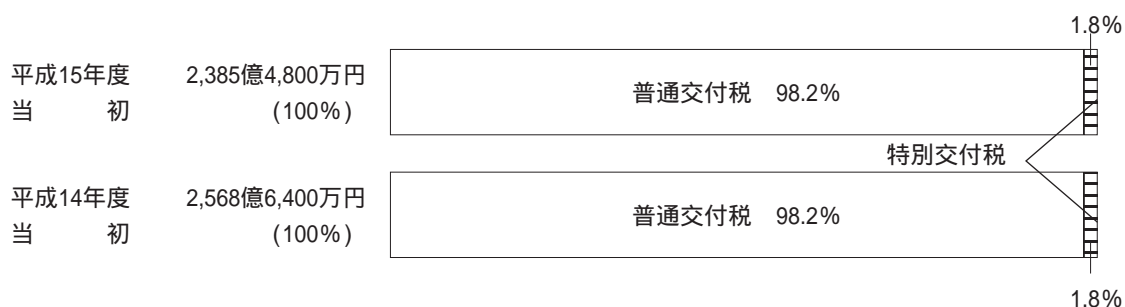 1.8%
平成15年度 2,385億4,800万円
普通交付税 98.2%
当 初 (100%)
特別交付税
平成14年度 2,568億6,400万円
普通交付税 98.2%
当 初 (100%)
1.8%